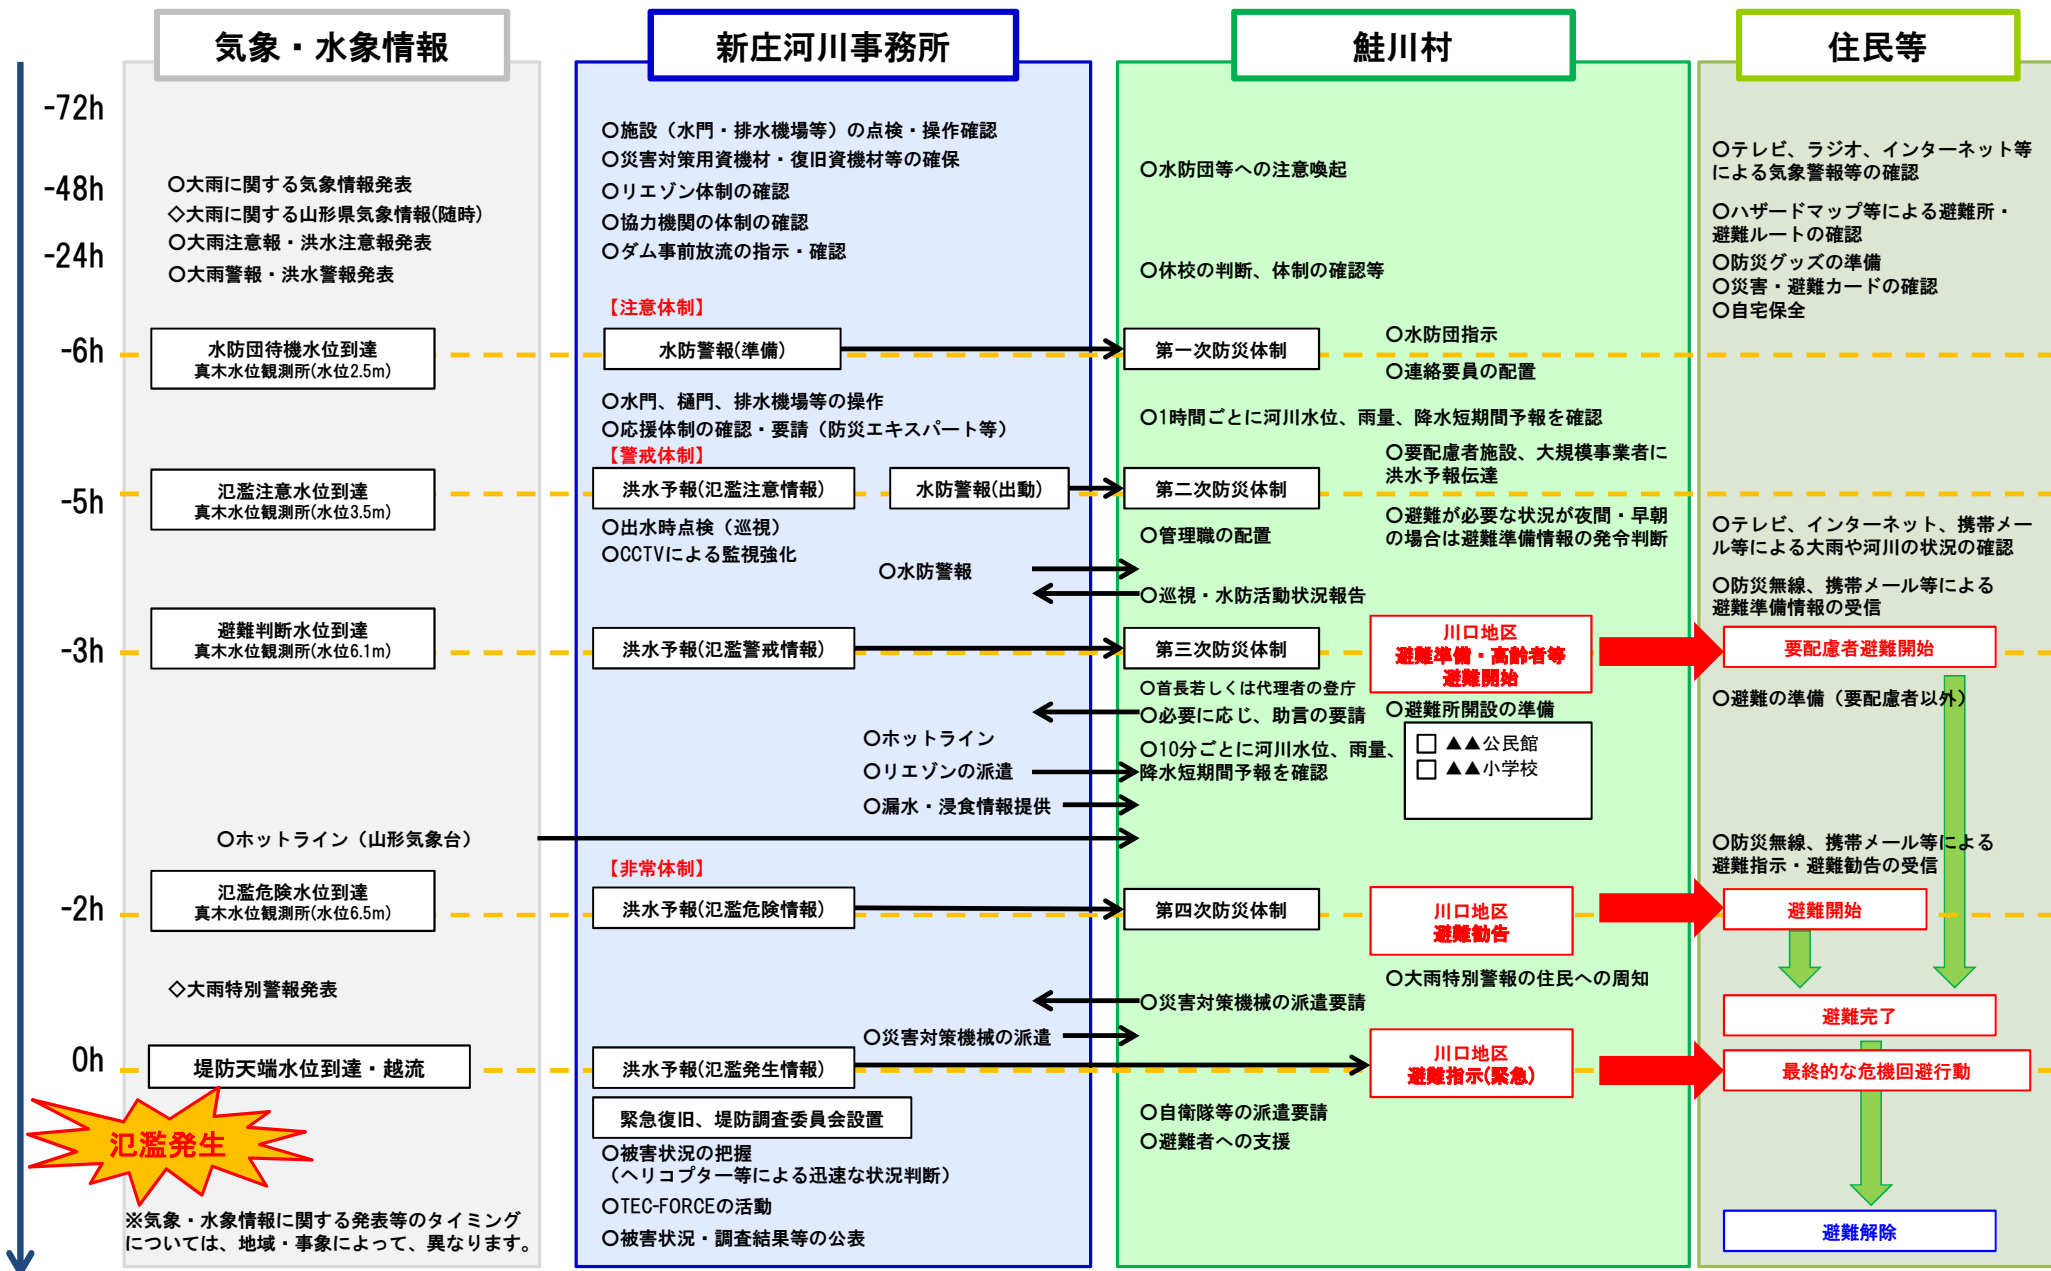 気象・水象情報
新庄河川事務所
鮭川村
住民等
-72h
-48h
-24h
-6h
-5h
-3h
-2h
0h
○大雨に関する気象情報発表
◇大雨に関する山形県気象情報(随時)
○大雨注意報・洪水注意報発表
○大雨警報・洪水警報発表
水防団待機水位到達
真木水位観測所(水位2.5m)
氾濫注意水位到達
真木水位観測所(水位3.5m)
避難判断水位到達
真木水位観測所(水位6.1m)
○ホットライン（山形気象台）
氾濫危険水位到達
真木水位観測所(水位6.5m)
◇大雨特別警報発表
堤防天端水位到達・越流
氾濫発生
※気象・水象情報に関する発表等のタイミング
については、地域・事象によって、異なります。
○施設（水門・排水機場等）の点検・操作確認
○災害対策用資機材・復旧資機材等の確保
○リエゾン体制の確認
○協力機関の体制の確認
○ダム事前放流の指示・確認
【注意体制】
水防警報(準備)
○水門、樋門、排水機場等の操作
○応援体制の確認・要請（防災エキスパート等）
【警戒体制】
洪水予報(氾濫注意情報)
水防警報(出動)
○出水時点検（巡視）
○CCTVによる監視強化
○水防警報
洪水予報(氾濫警戒情報)
○ホットライン
○リエゾンの派遣
○漏水・浸食情報提供
【非常体制】
洪水予報(氾濫危険情報)
○災害対策機械の派遣
洪水予報(氾濫発生情報)
緊急復旧、堤防調査委員会設置
○被害状況の把握
（ヘリコプター等による迅速な状況判断）
○TEC-FORCEの活動
○被害状況・調査結果等の公表
○水防団等への注意喚起
○休校の判断、体制の確認等
第一次防災体制
○水防団指示
○連絡要員の配置
○1時間ごとに河川水位、雨量、降水短期間予報を確認
第二次防災体制
○要配慮者施設、大規模事業者に
洪水予報伝達
○管理職の配置
○避難が必要な状況が夜間・早朝
の場合は避難準備情報の発令判断
○巡視・水防活動状況報告
第三次防災体制
川口地区
避難準備・高齢者等
避難開始
○首長若しくは代理者の登庁
○必要に応じ、助言の要請
○避難所開設の準備
○10分ごとに河川水位、雨量、
降水短期間予報を確認
□ ▲▲公民館
□ ▲▲小学校
第四次防災体制
川口地区
避難勧告
○大雨特別警報の住民への周知
○災害対策機械の派遣要請
川口地区
避難指示(緊急)
○自衛隊等の派遣要請
○避難者への支援
○テレビ、ラジオ、インターネット等
による気象警報等の確認
○ハザードマップ等による避難所・
避難ルートの確認
○防災グッズの準備
○災害・避難カードの確認
○自宅保全
○テレビ、インターネット、携帯メー
ル等による大雨や河川の状況の確認
○防災無線、携帯メール等による
避難準備情報の受信
要配慮者避難開始
○避難の準備（要配慮者以外）
○防災無線、携帯メール等による
避難指示・避難勧告の受信
避難開始
避難完了
最終的な危機回避行動
避難解除